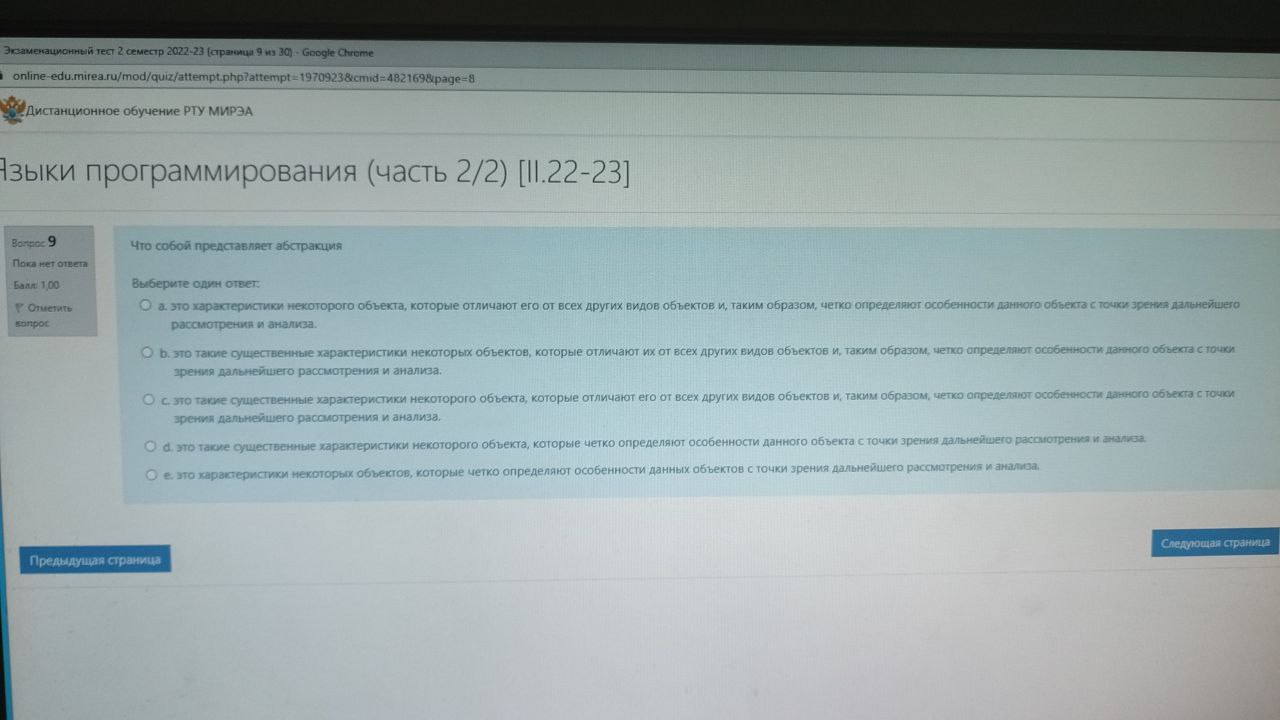 Экзаменационный тест 2 семестр 2022-23 (страница 9 из 30) - Google Chrome
online-edu.mirea.ru/mod/quiz/attempt.php?attempt=1970923&cmid=482169&page=8
Дистанционное обучение РТУ МИРЭА
Языки программирования (часть 2/2) [II.22-23]
Вопрос 9
Пока нет ответа
Балл: 1,00
Отметить
вопрос
Что собой представляет абстракция
Выберите один ответ:
a. это характеристики некоторого объекта, которые отличают его от всех других видов объектов и, таким образом, четко определяют особенности данного объекта с точки зрения дальнейшего
рассмотрения и анализа.
b. это такие существенные характеристики некоторых объектов, которые отличают их от всех других видов объектов и, таким образом, четко определяют особенности данного объекта с точки
зрения дальнейшего рассмотрения и анализа.
c. это такие существенные характеристики некоторого объекта, которые отличают его от всех других видов объектов и, таким образом, четко определяют особенности данного объекта с точки
зрения дальнейшего рассмотрения и анализа.
d. это такие существенные характеристики некоторого объекта, которые четко определяют особенности данного объекта с точки зрения дальнейшего рассмотрения и анализа.
e. это характеристики некоторых объектов, которые четко определяют особенности данных объектов с точки зрения дальнейшего рассмотрения и анализа.
Предыдущая страница
Следующая страница